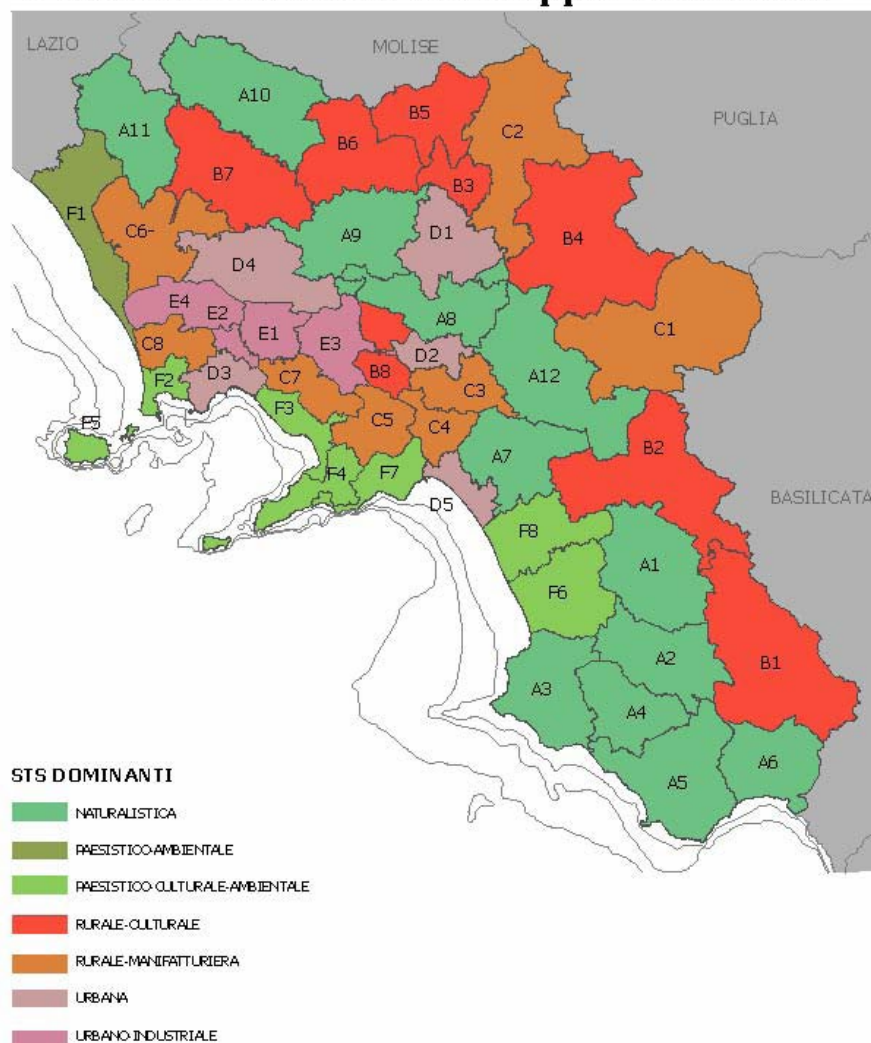 LAZIO
MOLISE
PUGLIA
BASILICATA
A11
A10
B5
C2
B6
B7
B3
F1
C6-
A9
D1
B4
D4
E4
E2
E1
E3
A8
C1
C8
D2
F2
D3
C7
B8
C3
A12
F3
C5
C4
F5
F4
F7
A7
B2
D5
F8
A1
F6
A2
B1
A3
A4
A5
A6
STS DOMINANTI
NATURALISTICA
PAESISTICO-AMBIENTALE
PAESISTICO-CULTURALE-AMBIENTALE
RURALE-CULTURALE
RURALE-MANIFATTURIERA
URBANA
URBANO-INDUSTRIALE